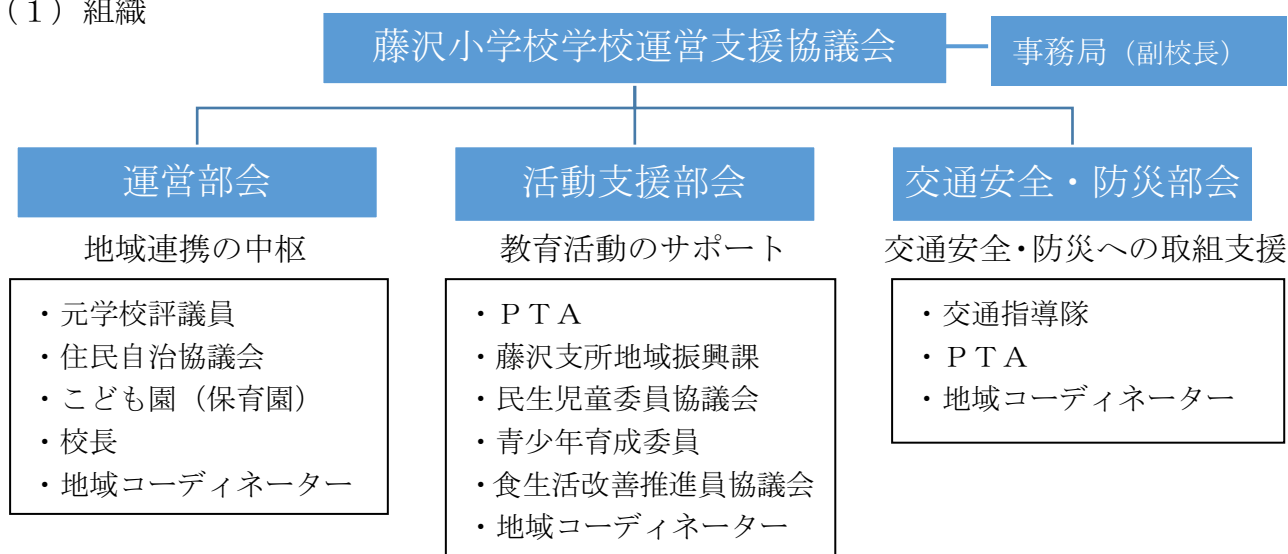 （１）組織
藤沢小学校学校運営支援協議会
事務局（副校長）
運営部会
活動支援部会
交通安全・防災部会
地域連携の中枢
教育活動のサポート
交通安全・防災への取組支援
・元学校評議員
・住民自治協議会
・こども園（保育園）
・校長
・地域コーディネーター
・ＰＴＡ
・藤沢支所地域振興課
・民生児童委員協議会
・青少年育成委員
・食生活改善推進員協議会
・地域コーディネーター
・交通指導隊
・ＰＴＡ
・地域コーディネーター